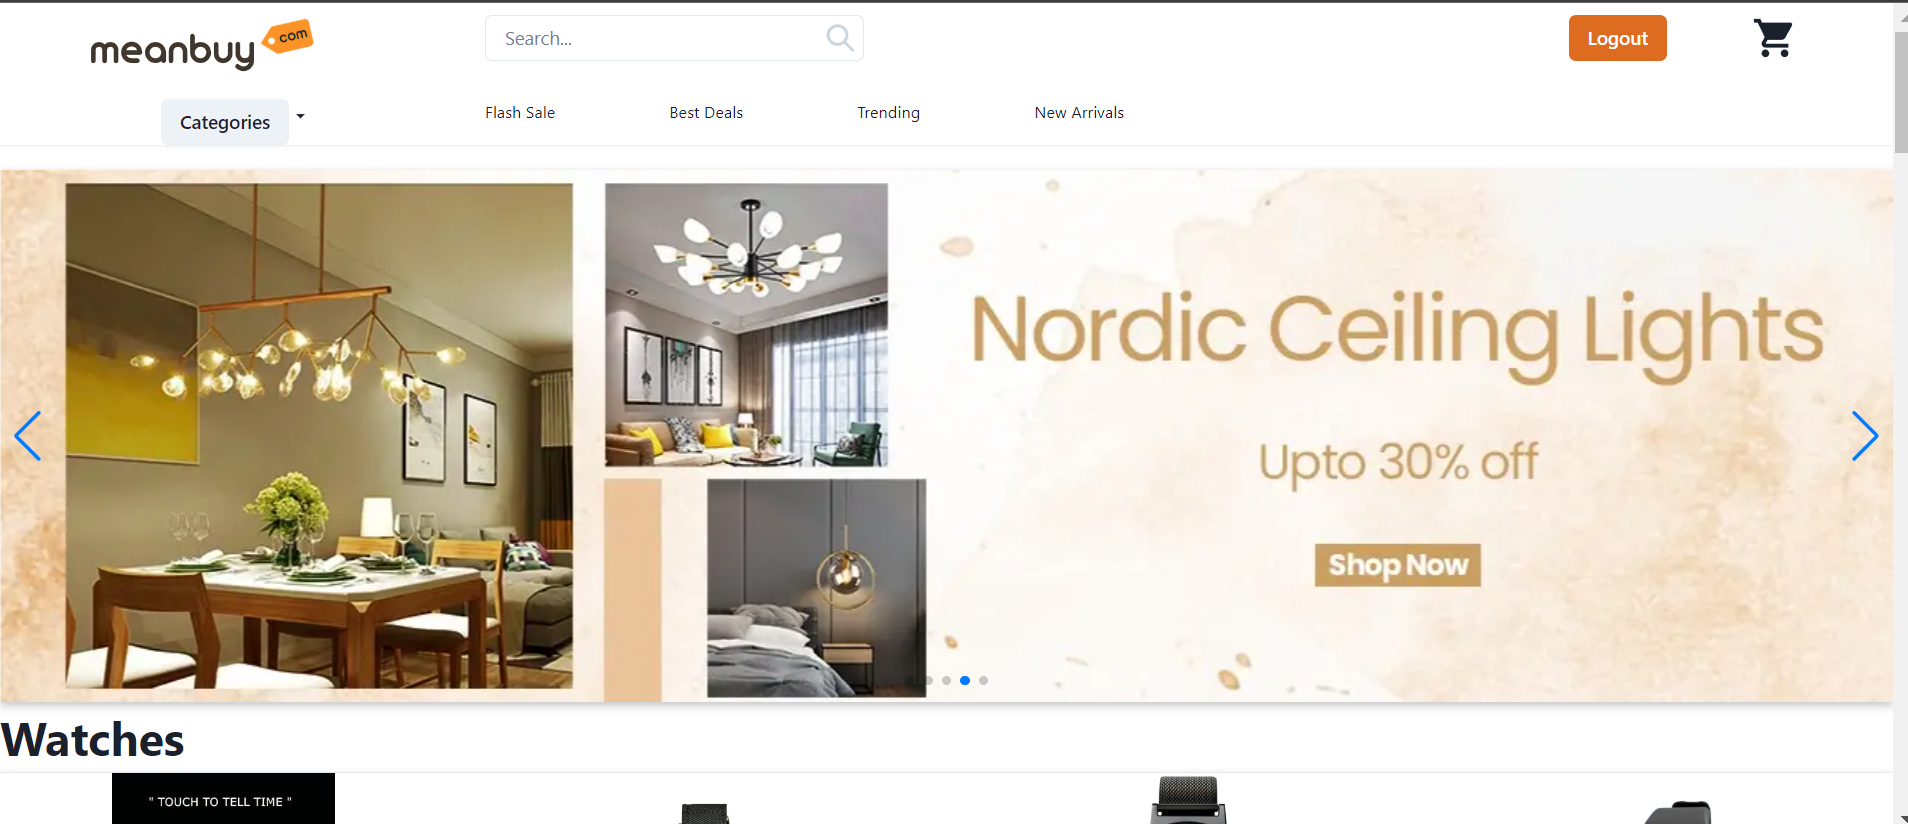 meanbuy
com
Search...
Logout
Categories
Flash Sale
Best Deals
Trending
New Arrivals
Nordic Ceiling Lights
Upto 30% off
Shop Now
Watches
" TOUCH TO TELL TIME "